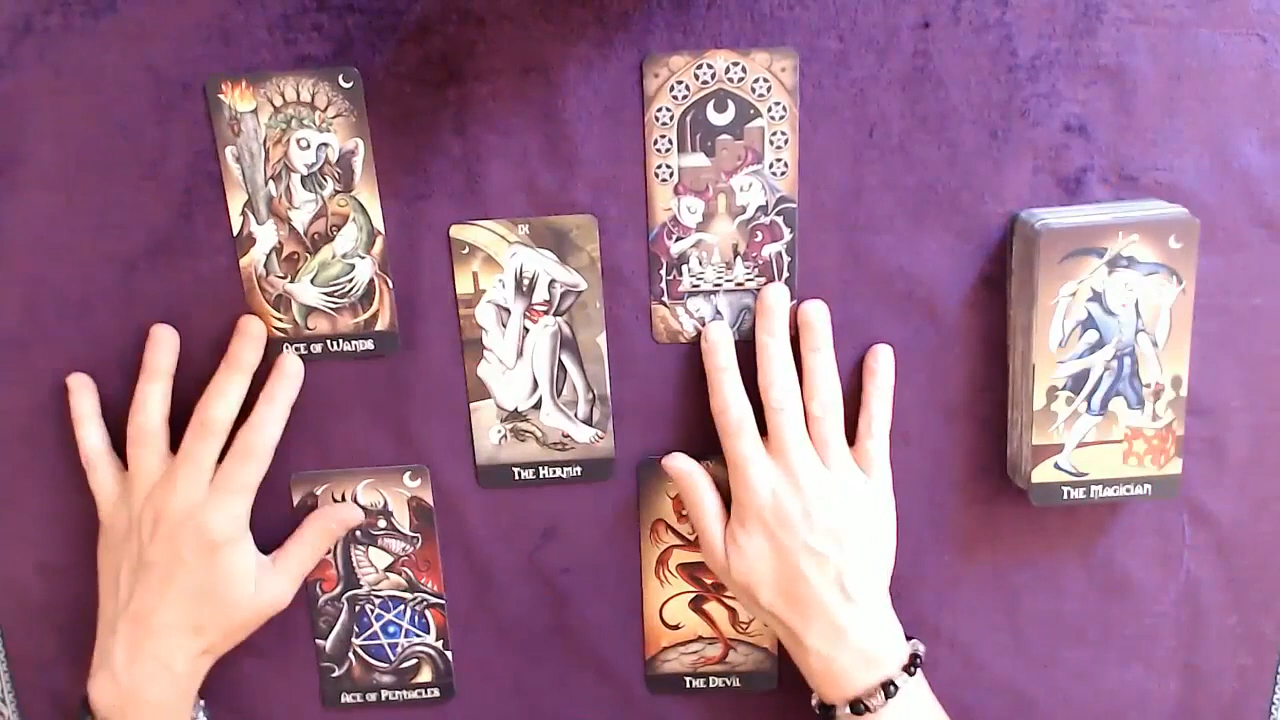 ACE OF WANDS
IX
THE HERMIT
I
THE MAGICIAN
ACE OF PENTACLES
THE DEVIL